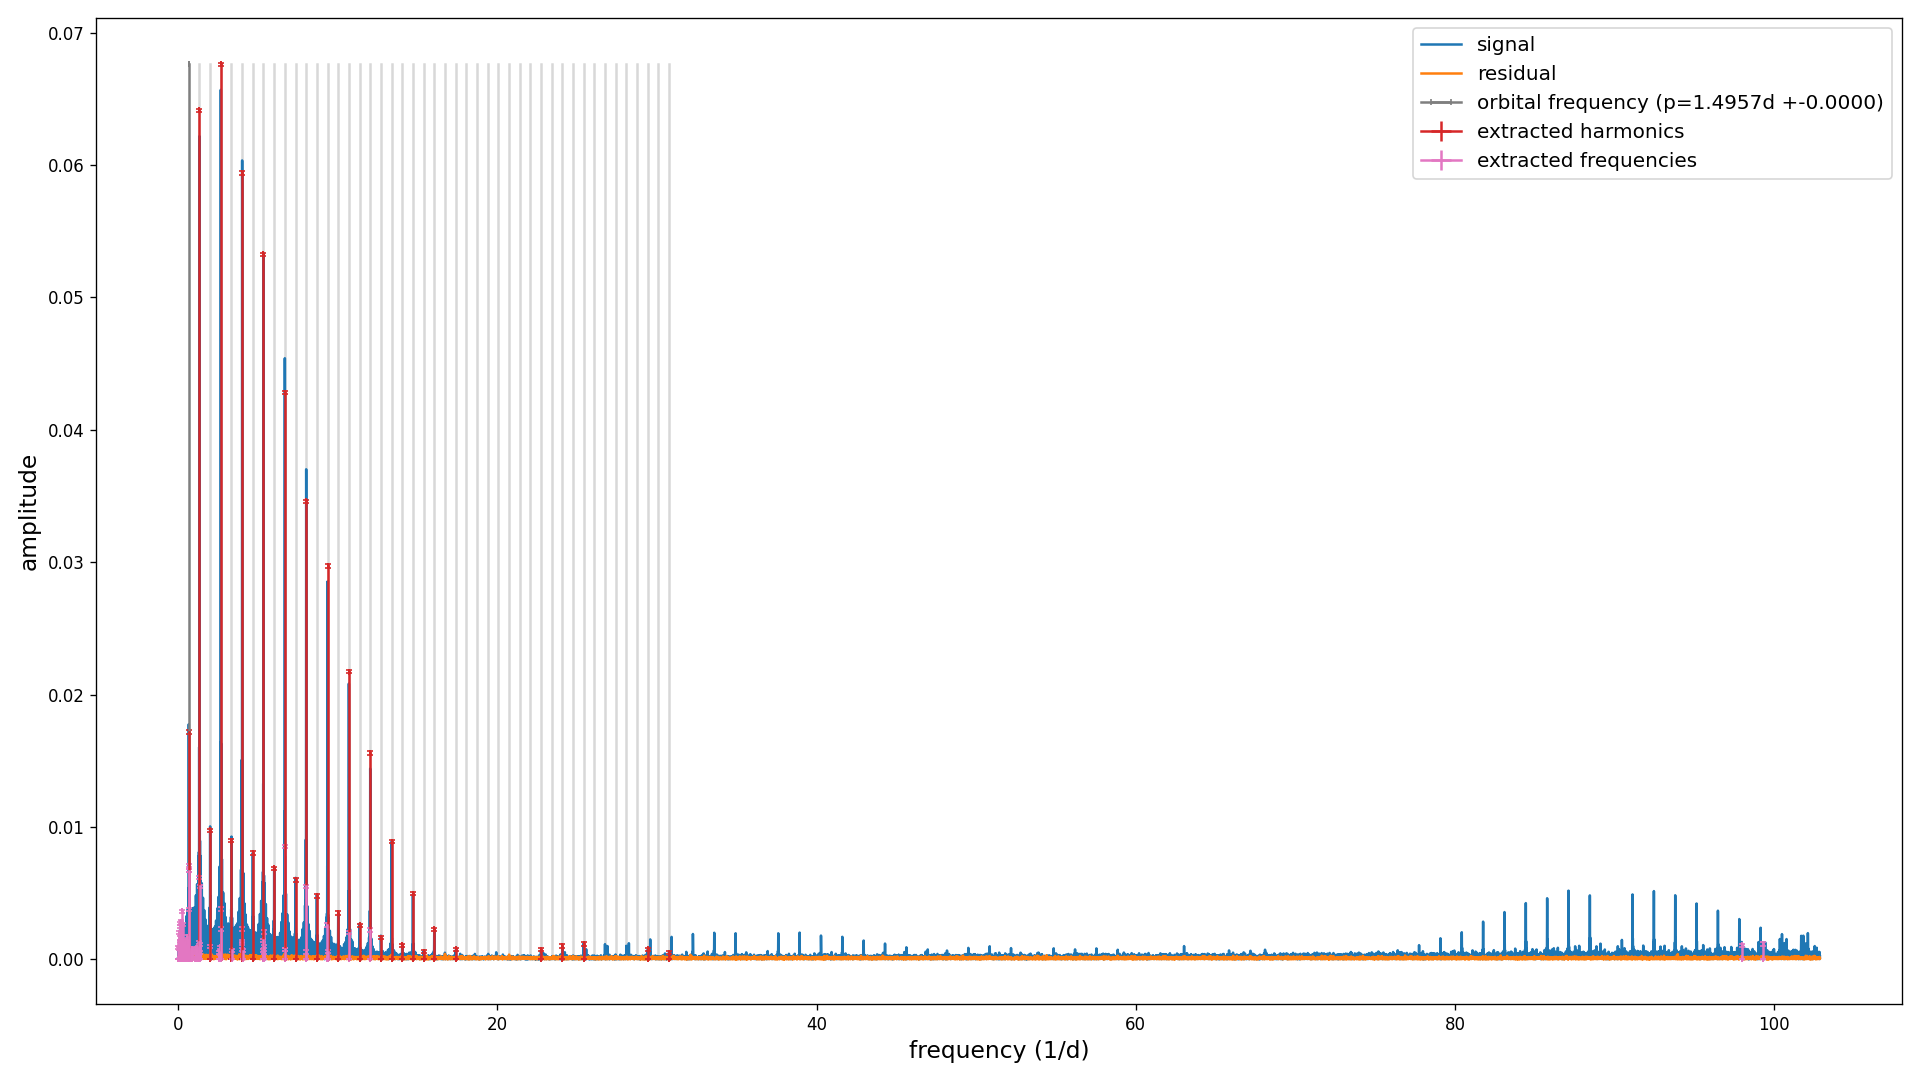 0.07
0.06
0.05
0.04
0.03
0.02
0.01
0.00
amplitude
0
20
40
60
80
100
frequency (1/d)
signal
residual
orbital frequency (p=1.4957d +-0.0000)
extracted harmonics
extracted frequencies